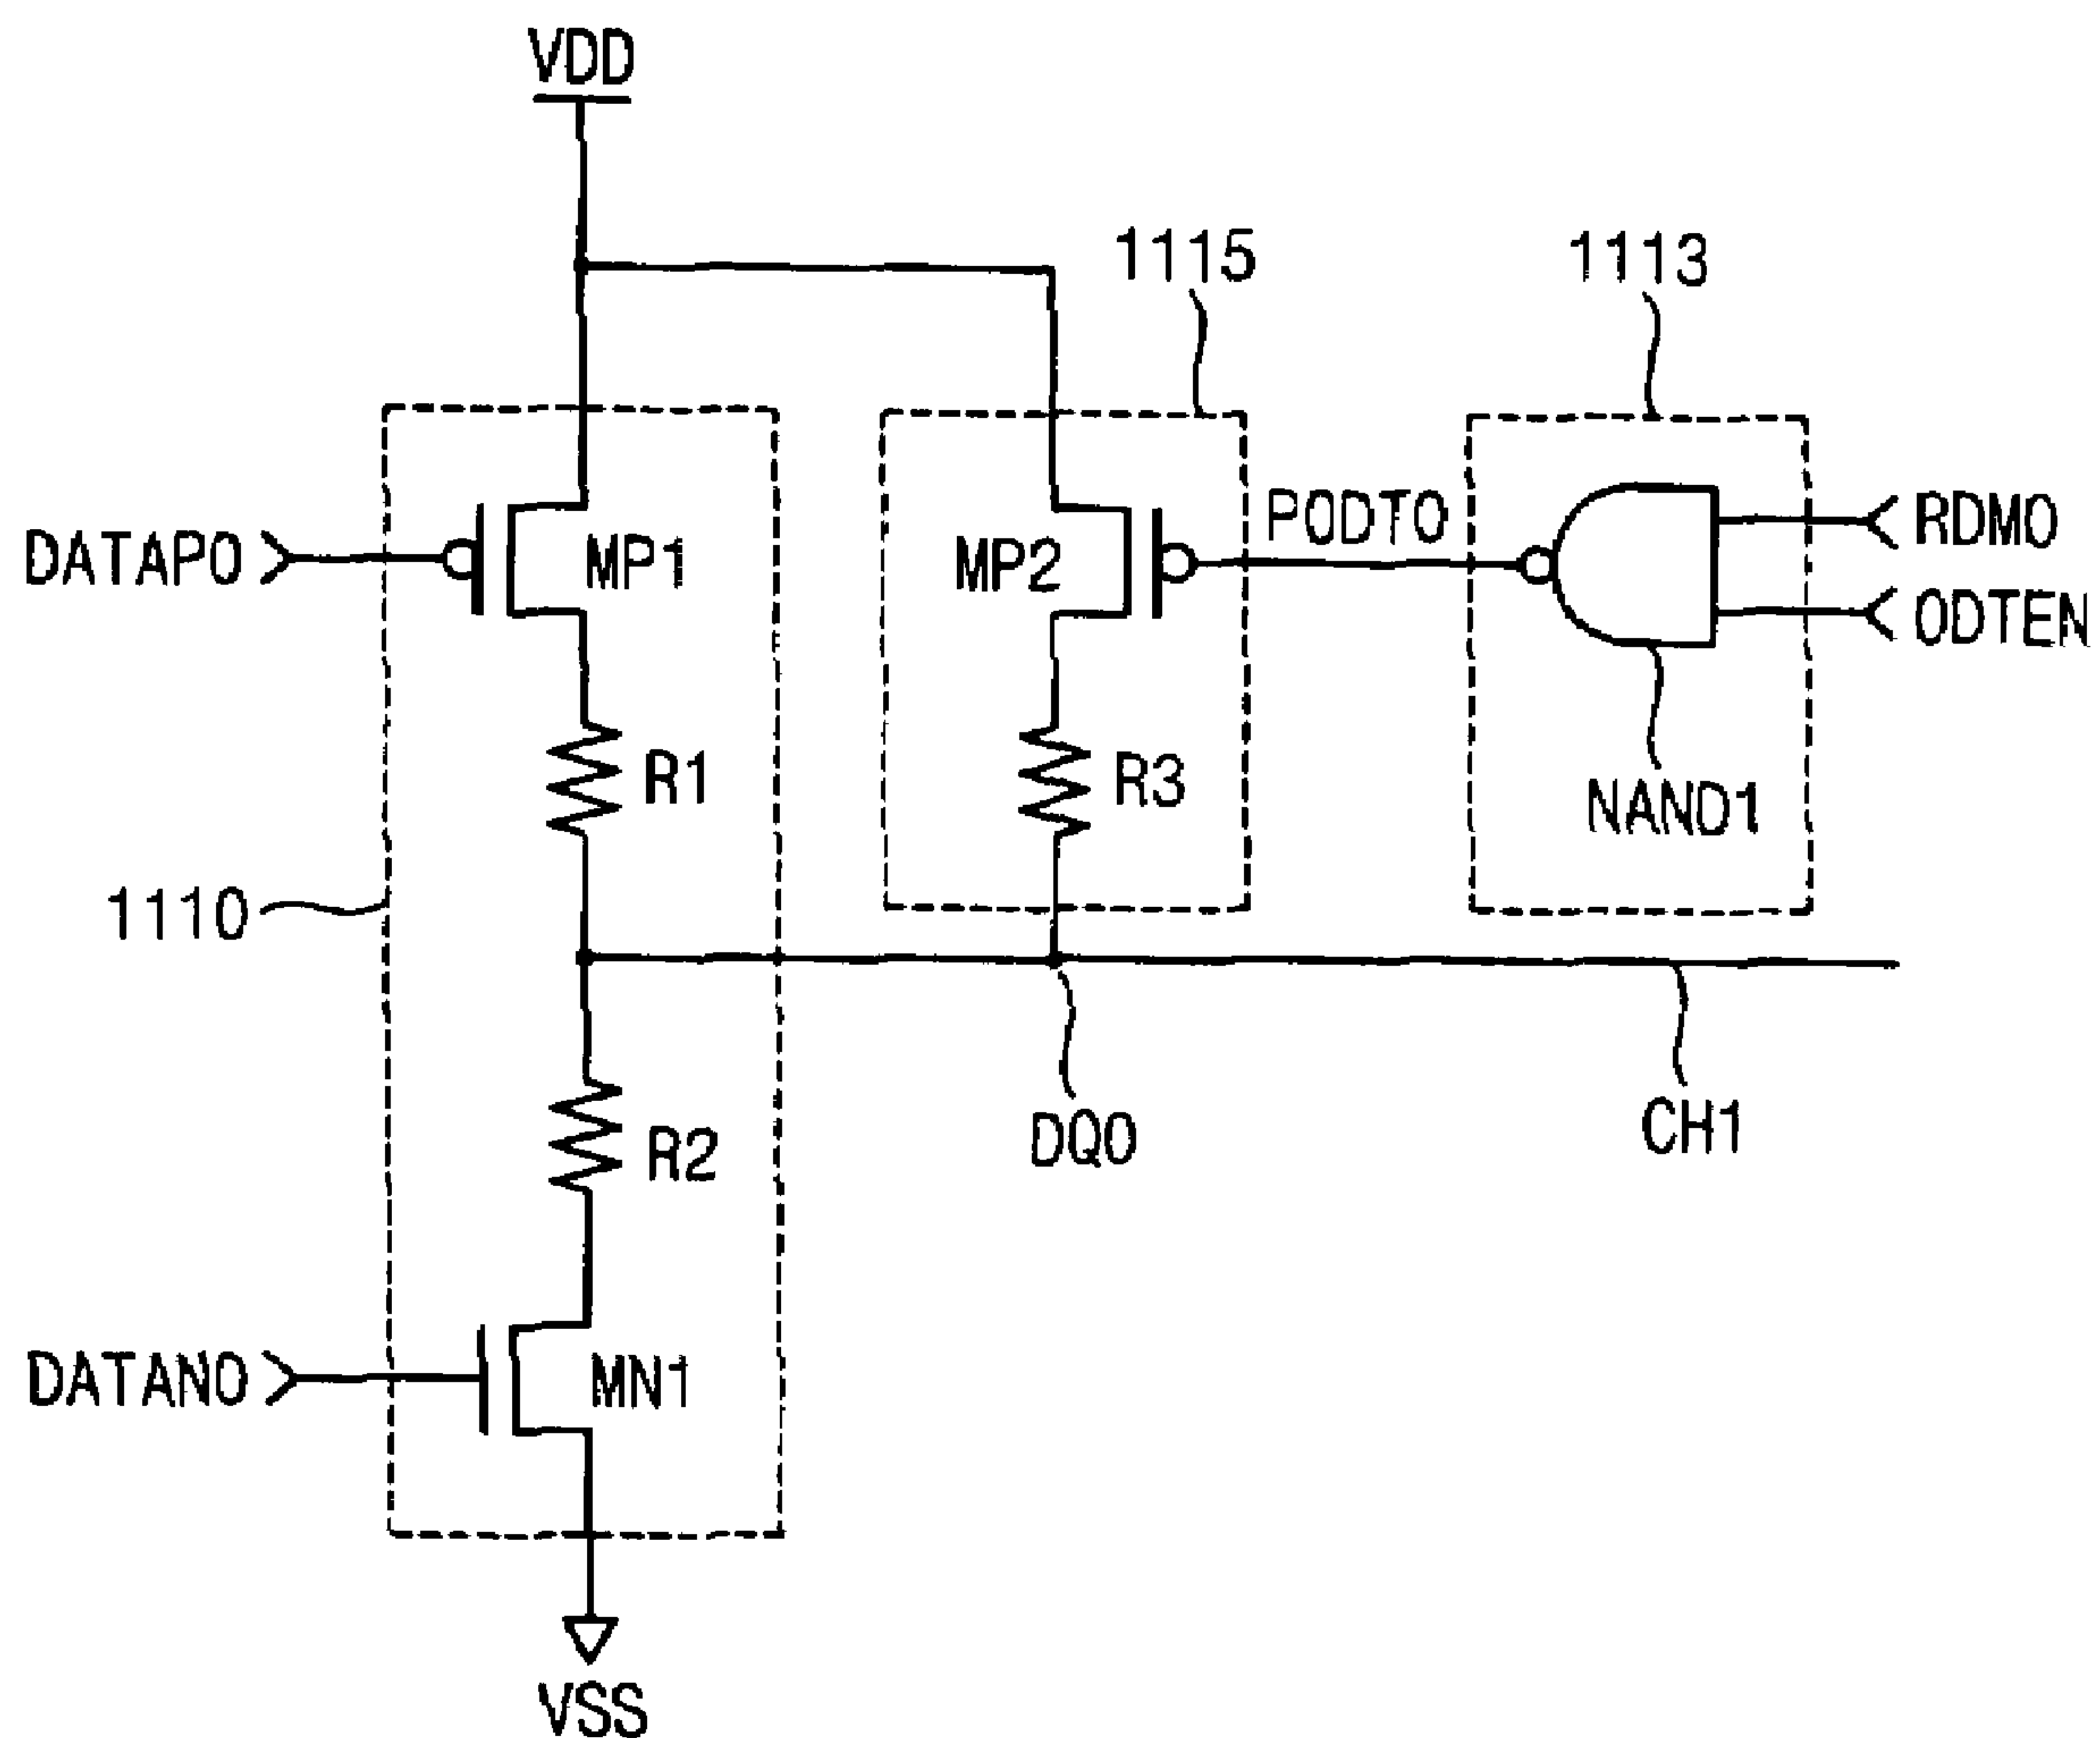 VDD
1115
1113
DATAP0
MP1
MP2
PODT0
RDM0
ODTEN
R1
R3
NAND1
1110
DQ0
CH1
R2
DATAN0
MN1
VSS